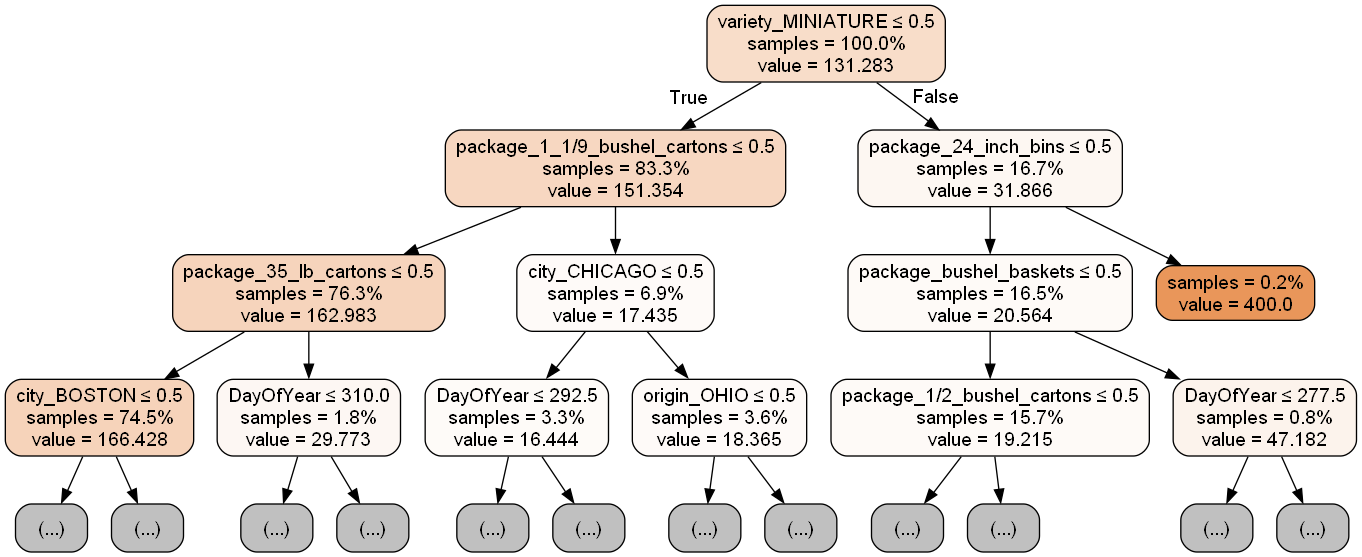 variety_MINIATURE ≤ 0.5
samples = 100.0%
value = 131.283
True
False
package_1_1/9_bushel_cartons ≤ 0.5
samples = 83.3%
value = 151.354
package_24_inch_bins ≤ 0.5
samples = 16.7%
value = 31.866
package_35_lb_cartons ≤ 0.5
samples = 76.3%
value = 162.983
city_CHICAGO ≤ 0.5
samples = 6.9%
value = 17.435
package_bushel_baskets ≤ 0.5
samples = 16.5%
value = 20.564
samples = 0.2%
value = 400.0
city_BOSTON ≤ 0.5
samples = 74.5%
value = 166.428
DayOfYear ≤ 310.0
samples = 1.8%
value = 29.773
DayOfYear ≤ 292.5
samples = 3.3%
value = 16.444
origin_OHIO ≤ 0.5
samples = 3.6%
value = 18.365
package_1/2_bushel_cartons ≤ 0.5
samples = 15.7%
value = 19.215
DayOfYear ≤ 277.5
samples = 0.8%
value = 47.182
(...)
(...)
(...)
(...)
(...)
(...)
(...)
(...)
(...)
(...)
(...)
(...)